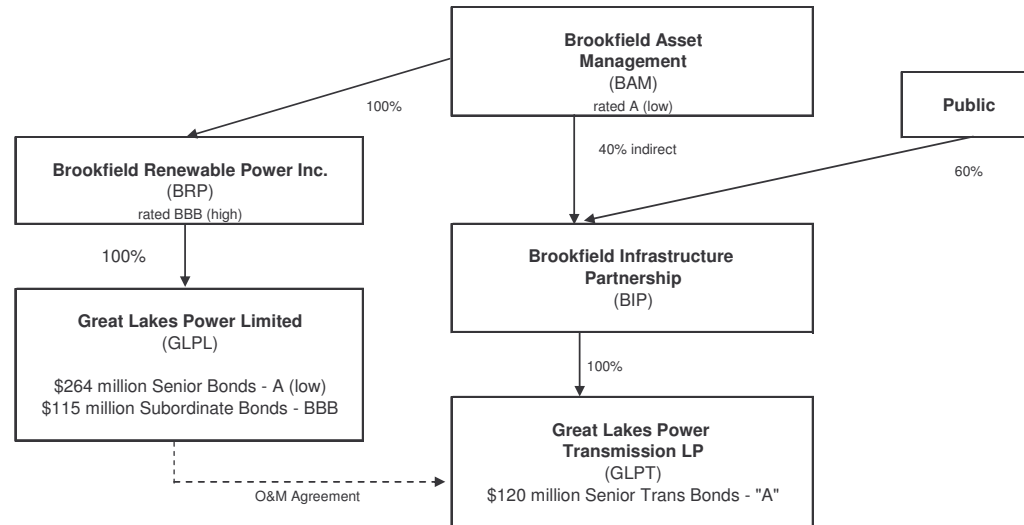 Brookfield Asset
Management
(BAM)
rated A (low)
Public
100%
40% indirect
60%
Brookfield Renewable Power Inc.
(BRP)
rated BBB (high)
100%
Brookfield Infrastructure
Partnership
(BIP)
Great Lakes Power Limited
(GLPL)
$264 million Senior Bonds - A (low)
$115 million Subordinate Bonds - BBB
100%
Great Lakes Power
Transmission LP
(GLPT)
$120 million Senior Trans Bonds - "A"
O&M Agreement